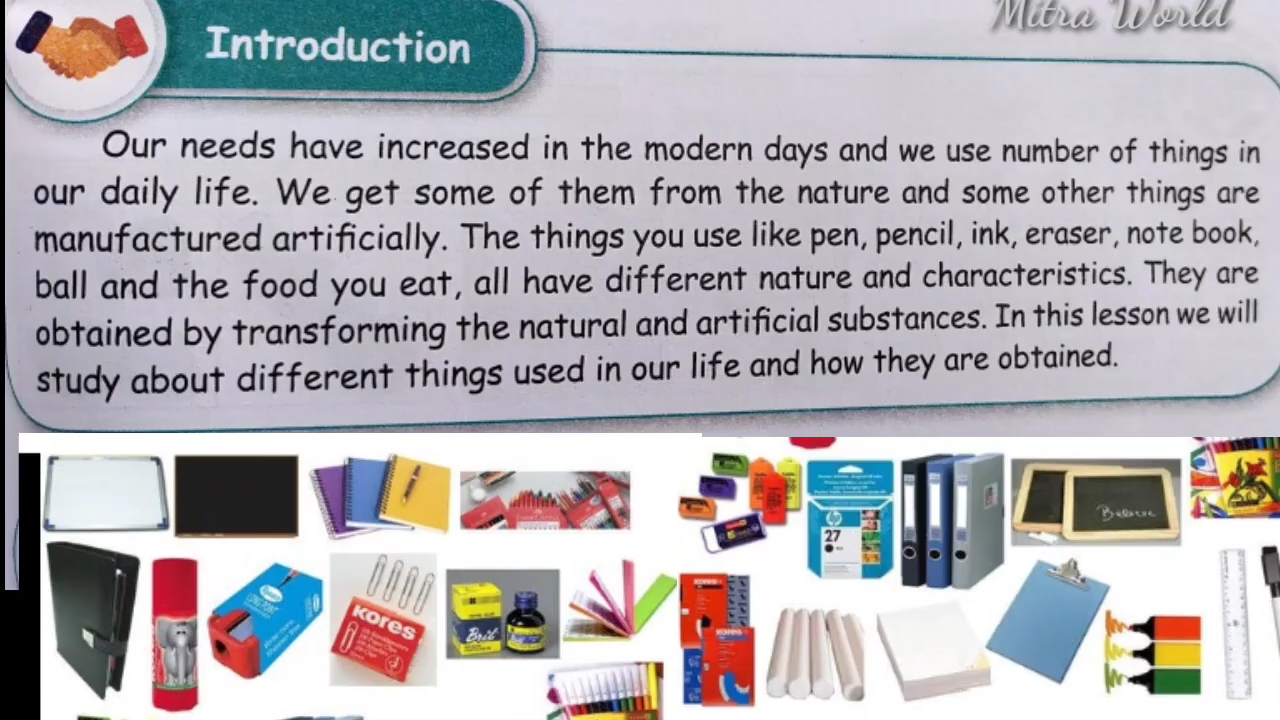 Mitra World
Introduction
Our needs have increased in the modern days and we use number of things in
our daily life. We get some of them from the nature and some other things are
manufactured artificially. The things you use like pen, pencil, ink, eraser, note book,
ball and the food you eat, all have different nature and characteristics. They are
obtained by transforming the natural and artificial substances. In this lesson we will
study about different things used in our life and how they are obtained.
hp
27
Believe
Kores
Bril
KORES
KORES